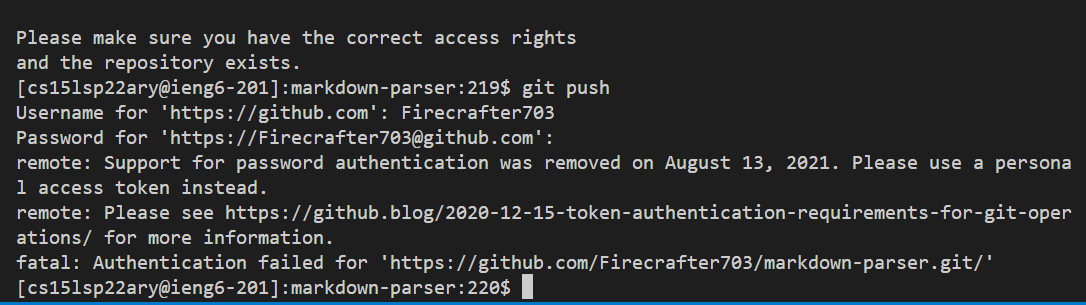 Please make sure you have the correct access rights
and the repository exists.
[cs15lsp22ary@ieng6-201]:markdown-parser:219$ git push
Username for 'https://github.com': Firecrafter703
Password for 'https://Firecrafter703@github.com':
remote: Support for password authentication was removed on August 13, 2021. Please use a persona
l access token instead.
remote: Please see https://github.blog/2020-12-15-token-authentication-requirements-for-git-oper
ations/ for more information.
fatal: Authentication failed for 'https://github.com/Firecrafter703/markdown-parser.git/'
[cs15lsp22ary@ieng6-201]:markdown-parser:220$